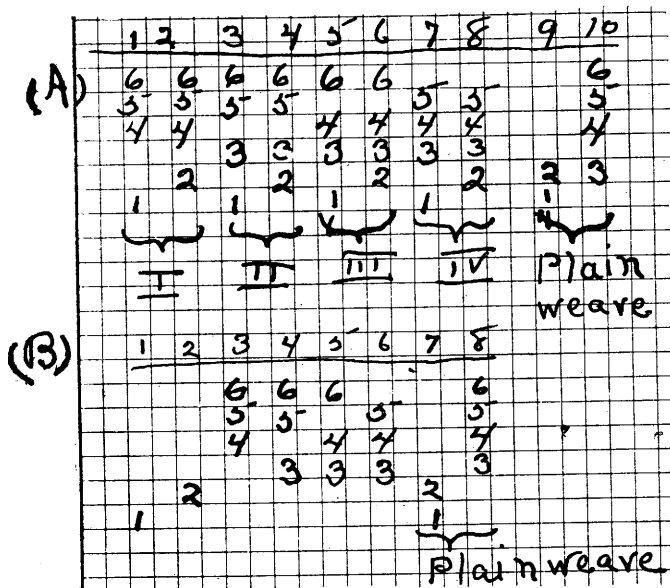 1 2 3 4 5 6 7 8 9 10
(A)
6 6 6 6 6 6 6
5 5 5 5 5 5 5
4 4 4 4 4 4 4
3 3 3 3 3 3
2 2 2 2 2 3
1 1 1 1 1
I II III IV Plain
weave
(B)
1 2 3 4 5 6 7 8
6 6 6 6
5 5 5 5
4 4 4 4
3 3 3 3
2 2
1 1
Plain weave